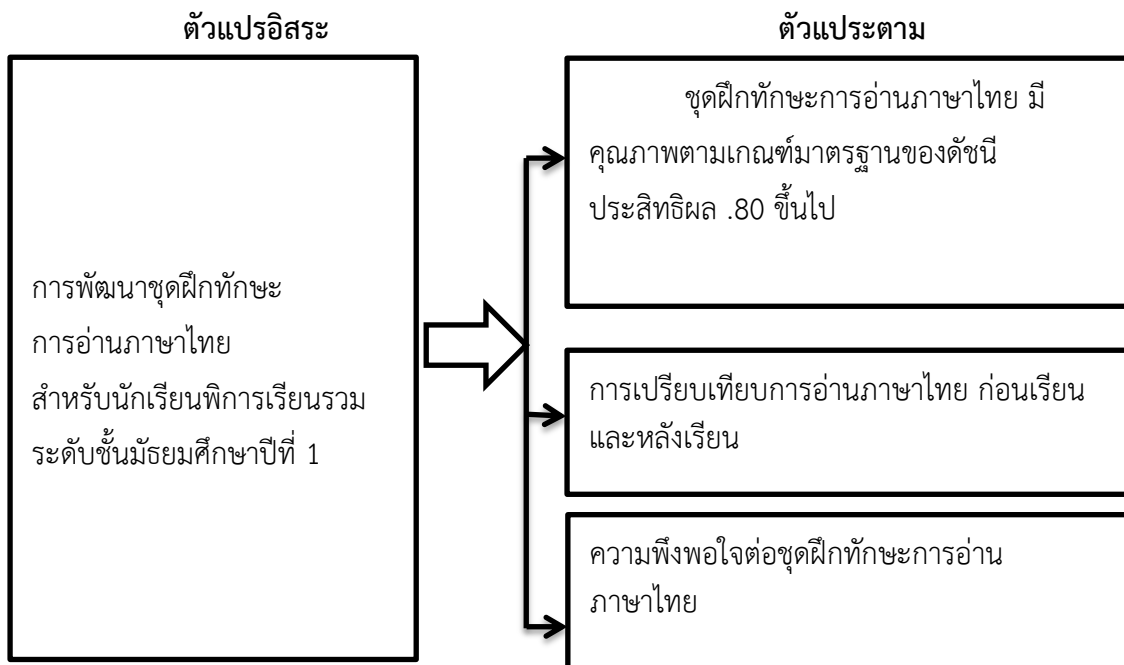 ตัวแปรอิสระ
ตัวแประตาม
การพัฒนาชุดฝึกทักษะ
การอ่านภาษาไทย
สำหรับนักเรียนพิการเรียนรวม
ระดับชั้นมัธยมศึกษาปีที่ 1
ชุดฝึกทักษะการอ่านภาษาไทย มี
คุณภาพตามเกณฑ์มาตรฐานของดัชนี
ประสิทธิผล .80 ขึ้นไป
การเปรียบเทียบการอ่านภาษาไทย ก่อนเรียน
และหลังเรียน
ความพึงพอใจต่อชุดฝึกทักษะการอ่าน
ภาษาไทย